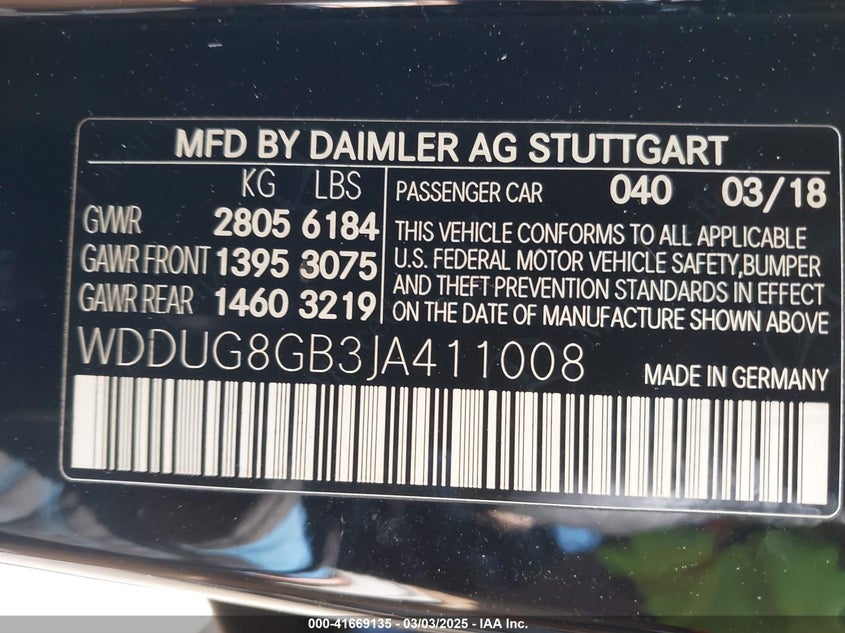 MFD BY DAIMLER AG STUTTGART
KG LBS
GVWR 2805 6184
GAWR FRONT 1395 3075
GAWR REAR 1460 3219
PASSENGER CAR 040 03/18
THIS VEHICLE CONFORMS TO ALL APPLICABLE
U.S. FEDERAL MOTOR VEHICLE SAFETY,BUMPER
AND THEFT PREVENTION STANDARDS IN EFFECT
ON THE DATE OF MANUFACTURE SHOWN ABOVE
WDDUG8GB3JA411008
MADE IN GERMANY
000-41669135 - 03/03/2025 - IAA Inc.